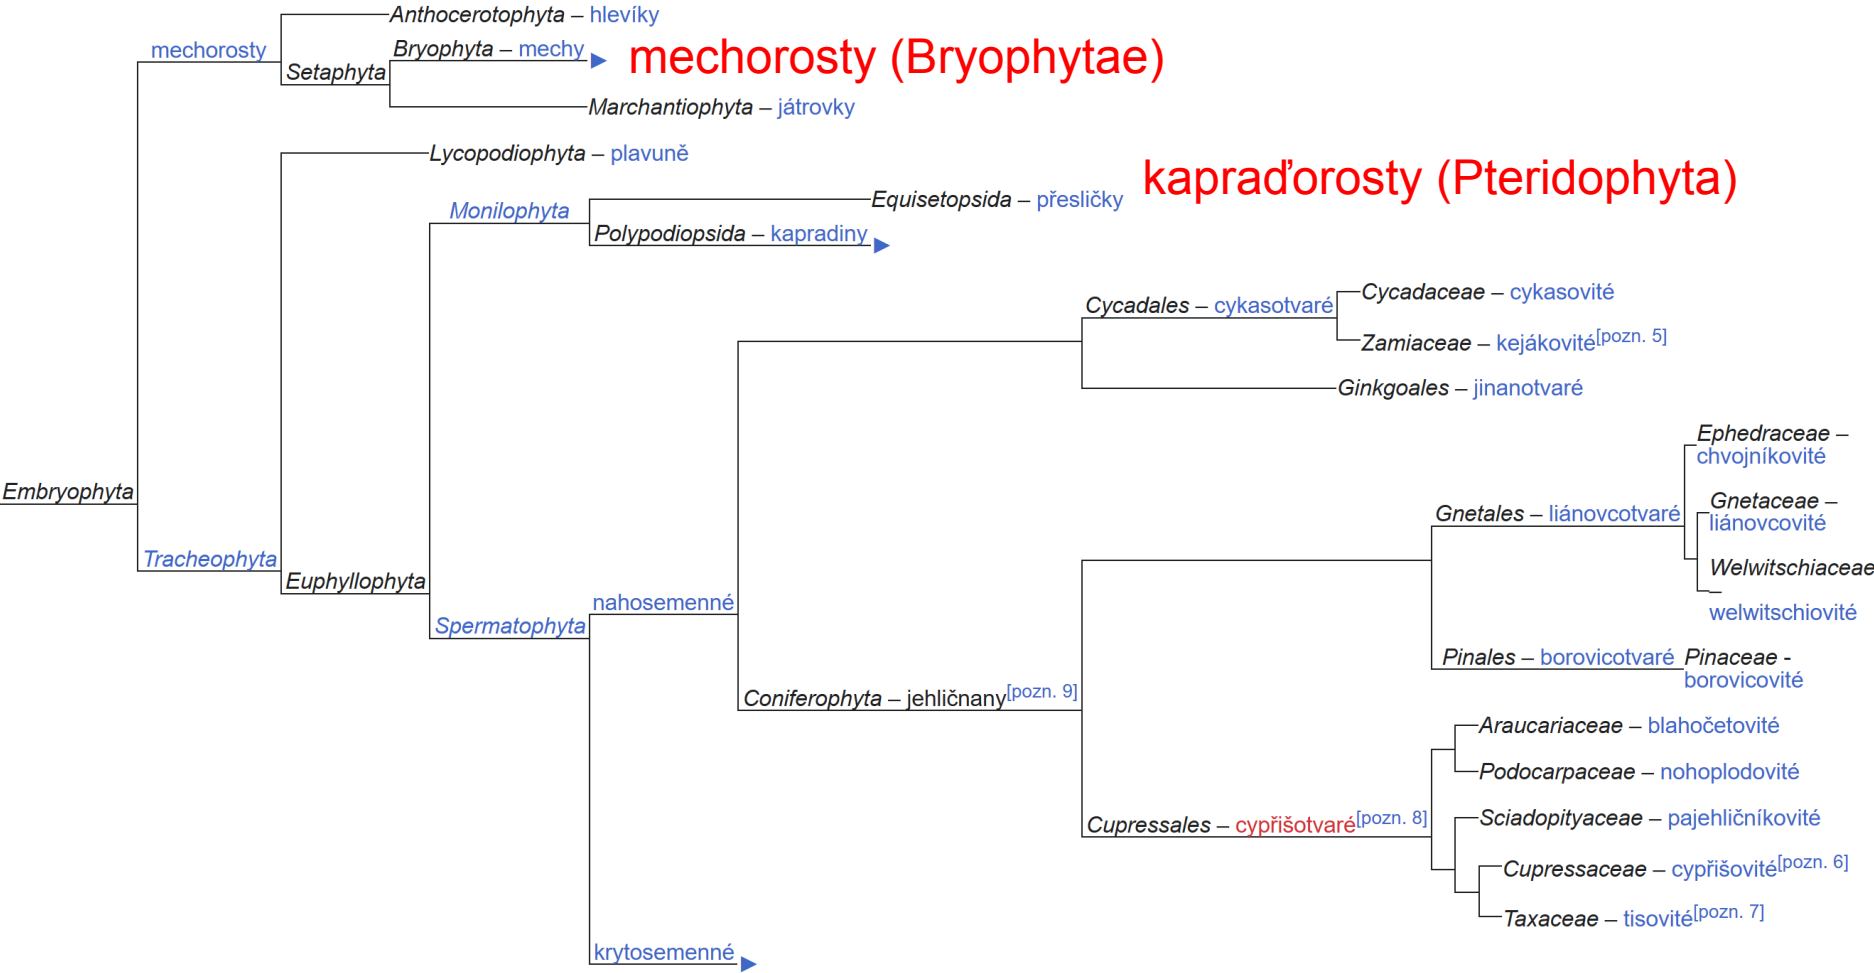 Anthocerotophyta – hlevíky
mechorosty
Bryophyta – mechy
mechorosty (Bryophytae)
Setaphyta
Marchantiophyta – játrovky
Lycopodiophyta – plavuně
kapraďorosty (Pteridophyta)
Equisetopsida – přesličky
Monilophyta
Polypodiopsida – kapradiny
Cycadaceae – cykasovité
Cycadales – cykasotvaré
Zamiaceae – kejákovité[pozn. 5]
Ginkgoales – jinanotvaré
Ephedraceae –
chvojníkovité
Embryophyta
Gnetaceae –
liánovcovité
Gnetales – liánovcotvaré
Tracheophyta
Welwitschiaceae
–
welwitschiovité
Euphyllophyta
nahosemenné
Spermatophyta
Pinales – borovicotvaré
Pinaceae -
borovicovité
Coniferophyta – jehličnany[pozn. 9]
Araucariaceae – blahočetovité
Podocarpaceae – nohoplodovité
Cupressales – cypřišotvaré[pozn. 8]
Sciadopityaceae – pajehličníkovité
Cupressaceae – cypřišovité[pozn. 6]
Taxaceae – tisovité[pozn. 7]
krytosemenné